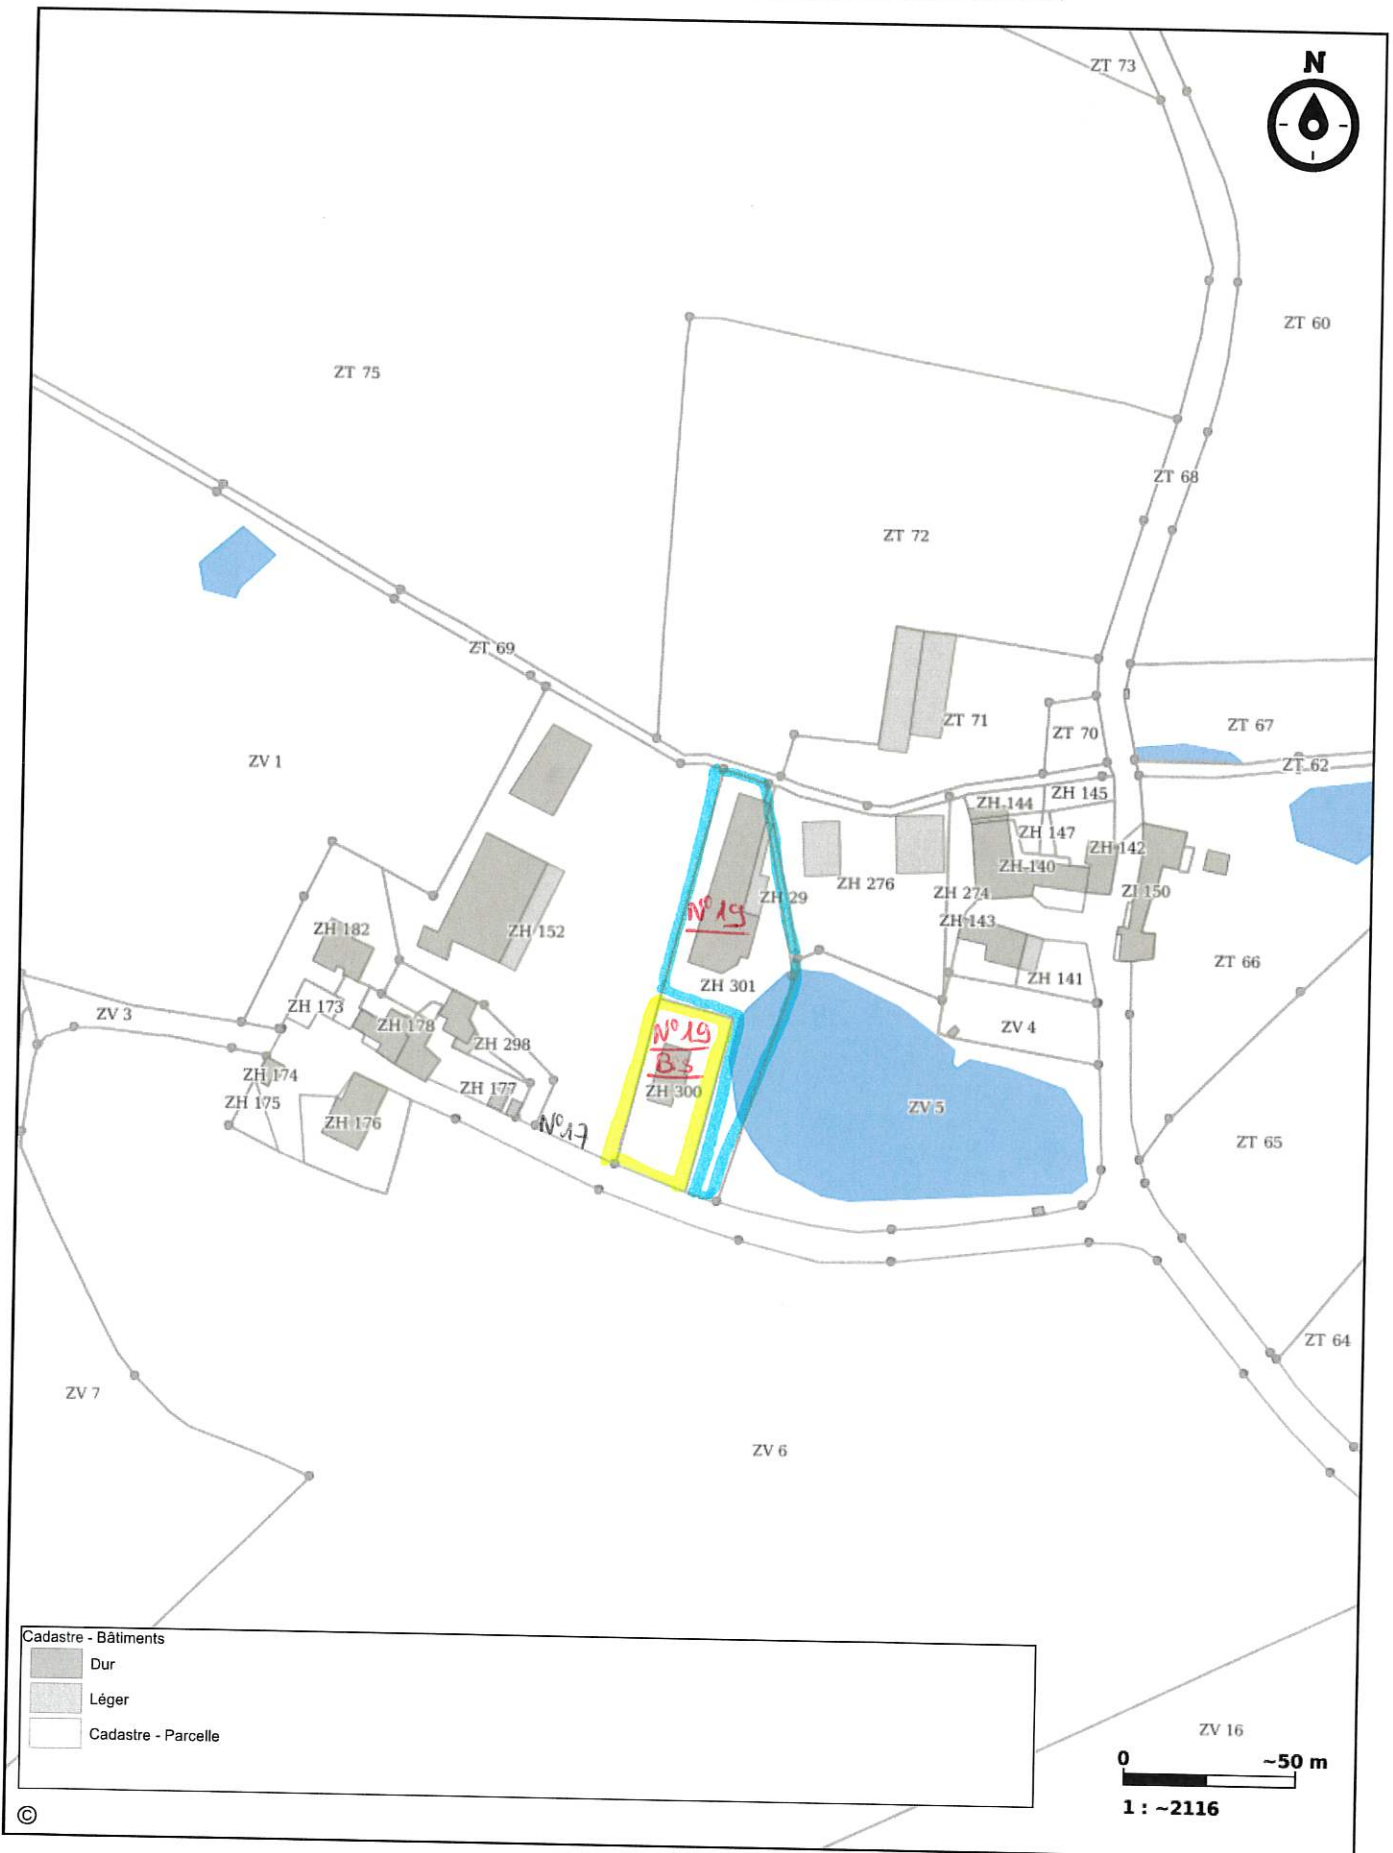 ZT 73
N
ZT 60
ZT 75
ZT 68
ZT 72
ZT 69
ZT 71
ZT 70
ZT 67
ZV 1
ZT 62
ZH 145
ZH 144
ZH 147
ZH 142
ZH 140
ZH 276
ZH 29
ZH 274
ZI 150
N° 19
ZH 143
ZH 182
ZH 152
ZT 66
ZH 141
ZH 301
ZH 173
ZV 3
ZH 178
ZV 4
N° 19
Bis
ZH 298
ZH 174
ZH 177
ZH 300
ZH 175
ZV 5
ZH 176
N° 17
ZT 65
ZT 64
ZV 7
ZV 6
Cadastre - Bâtiments
Dur
Léger
Cadastre - Parcelle
ZV 16
0 ~50 m
1 : ~2116
©